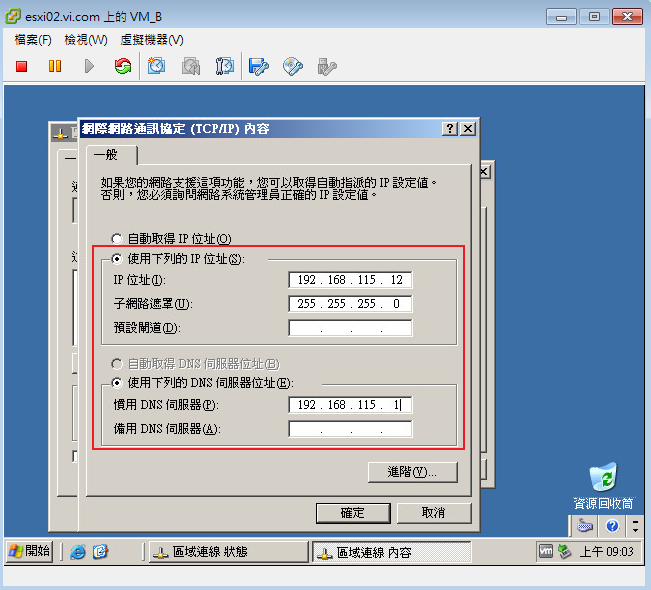 esxi02.vi.com 上的 VM_B
檔案(F) 檢視(W) 虛擬機器(V)
網際網路通訊協定 (TCP/IP) 內容
一般
如果您的網路支援這項功能，您可以取得自動指派的 IP 設定值。
否則，您必須詢問網路系統管理員正確的 IP 設定值。
自動取得 IP 位址(O)
使用下列的 IP 位址(S):
IP 位址(I): 192 . 168 . 115 . 12
子網路遮罩(U): 255 . 255 . 255 . 0
預設閘道(D): . . .
自動取得 DNS 伺服器位址(B)
使用下列的 DNS 伺服器位址(E):
慣用 DNS 伺服器(P): 192 . 168 . 115 . 1
備用 DNS 伺服器(A): . . .
進階(V)...
確定 取消
資源回收筒
開始 區域連線 狀態 區域連線 內容 vm 上午 09:03